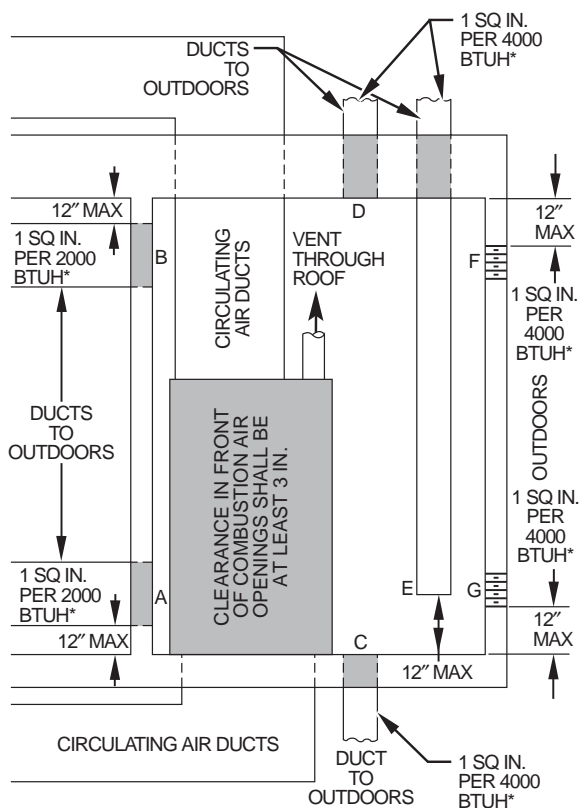 DUCTS
TO
OUTDOORS
1 SQ IN.
PER 4000
BTUH*
12″ MAX
1 SQ IN.
PER 2000
BTUH*
B
CIRCULATING
AIR DUCTS
VENT
THROUGH
ROOF
D
F
12″
MAX
1 SQ IN.
PER
4000
BTUH*
DUCTS
TO
OUTDOORS
CLEARANCE IN FRONT
OF COMBUSTION AIR
OPENINGS SHALL BE
AT LEAST 3 IN.
OUTDOORS
1 SQ IN.
PER
4000
BTUH*
1 SQ IN.
PER 2000
BTUH*
A
E
G
12″ MAX
C
12″
MAX
12″ MAX
CIRCULATING AIR DUCTS
DUCT
TO
OUTDOORS
1 SQ IN.
PER 4000
BTUH*